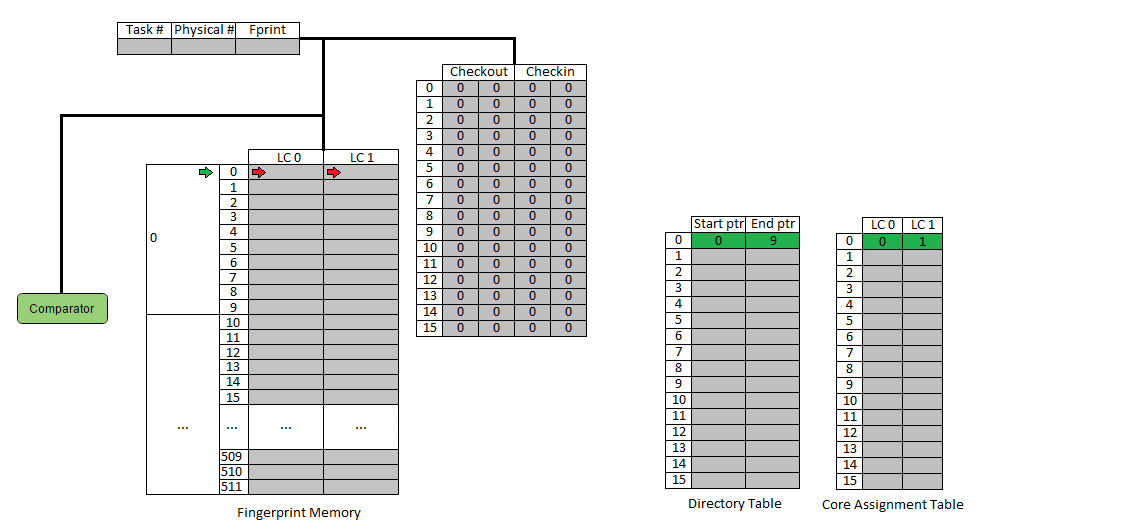 Task # Physical # Fprint
Checkout Checkin
0 0 0 0 0
1 0 0 0 0
2 0 0 0 0
3 0 0 0 0
4 0 0 0 0
5 0 0 0 0
6 0 0 0 0
7 0 0 0 0
8 0 0 0 0
9 0 0 0 0
10 0 0 0 0
11 0 0 0 0
12 0 0 0 0
13 0 0 0 0
14 0 0 0 0
15 0 0 0 0
Comparator
LC 0 LC 1
0
0
1
2
3
4
5
6
7
8
9
10
11
12
13
14
15
... ... ... ...
509
510
511
Fingerprint Memory
Start ptr End ptr
0 0 9
1
2
3
4
5
6
7
8
9
10
11
12
13
14
15
Directory Table
LC 0 LC 1
0 0 1
1
2
3
4
5
6
7
8
9
10
11
12
13
14
15
Core Assignment Table